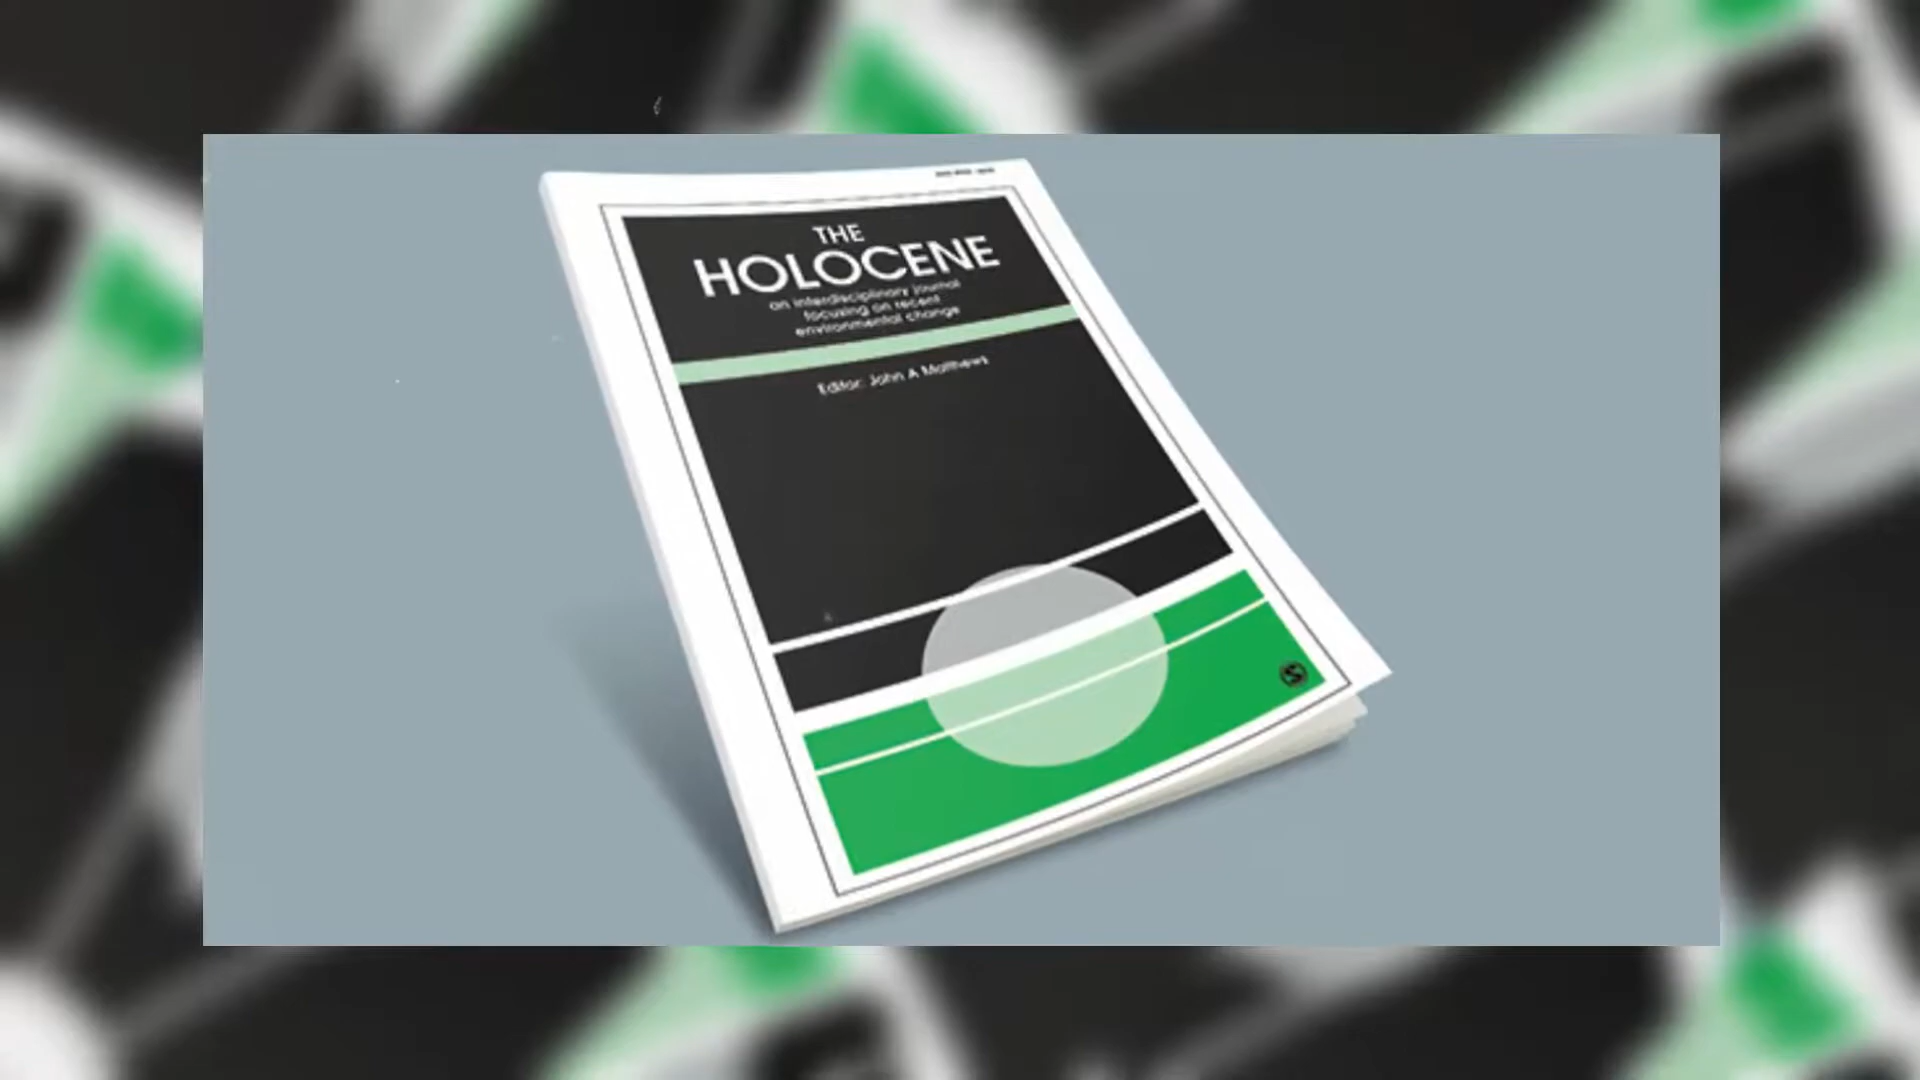 THE
HOLOCENE
an interdisciplinary journal
focusing on recent
environmental change
Editor: John A Matthews